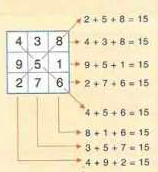 2 + 5 + 8 = 15
4 3 8
4 + 3 + 8 = 15
9 5 1
9 + 5 + 1 = 15
2 7 6
2 + 7 + 6 = 15
4 + 5 + 6 = 15
8 + 1 + 6 = 15
3 + 5 + 7 = 15
4 + 9 + 2 = 15